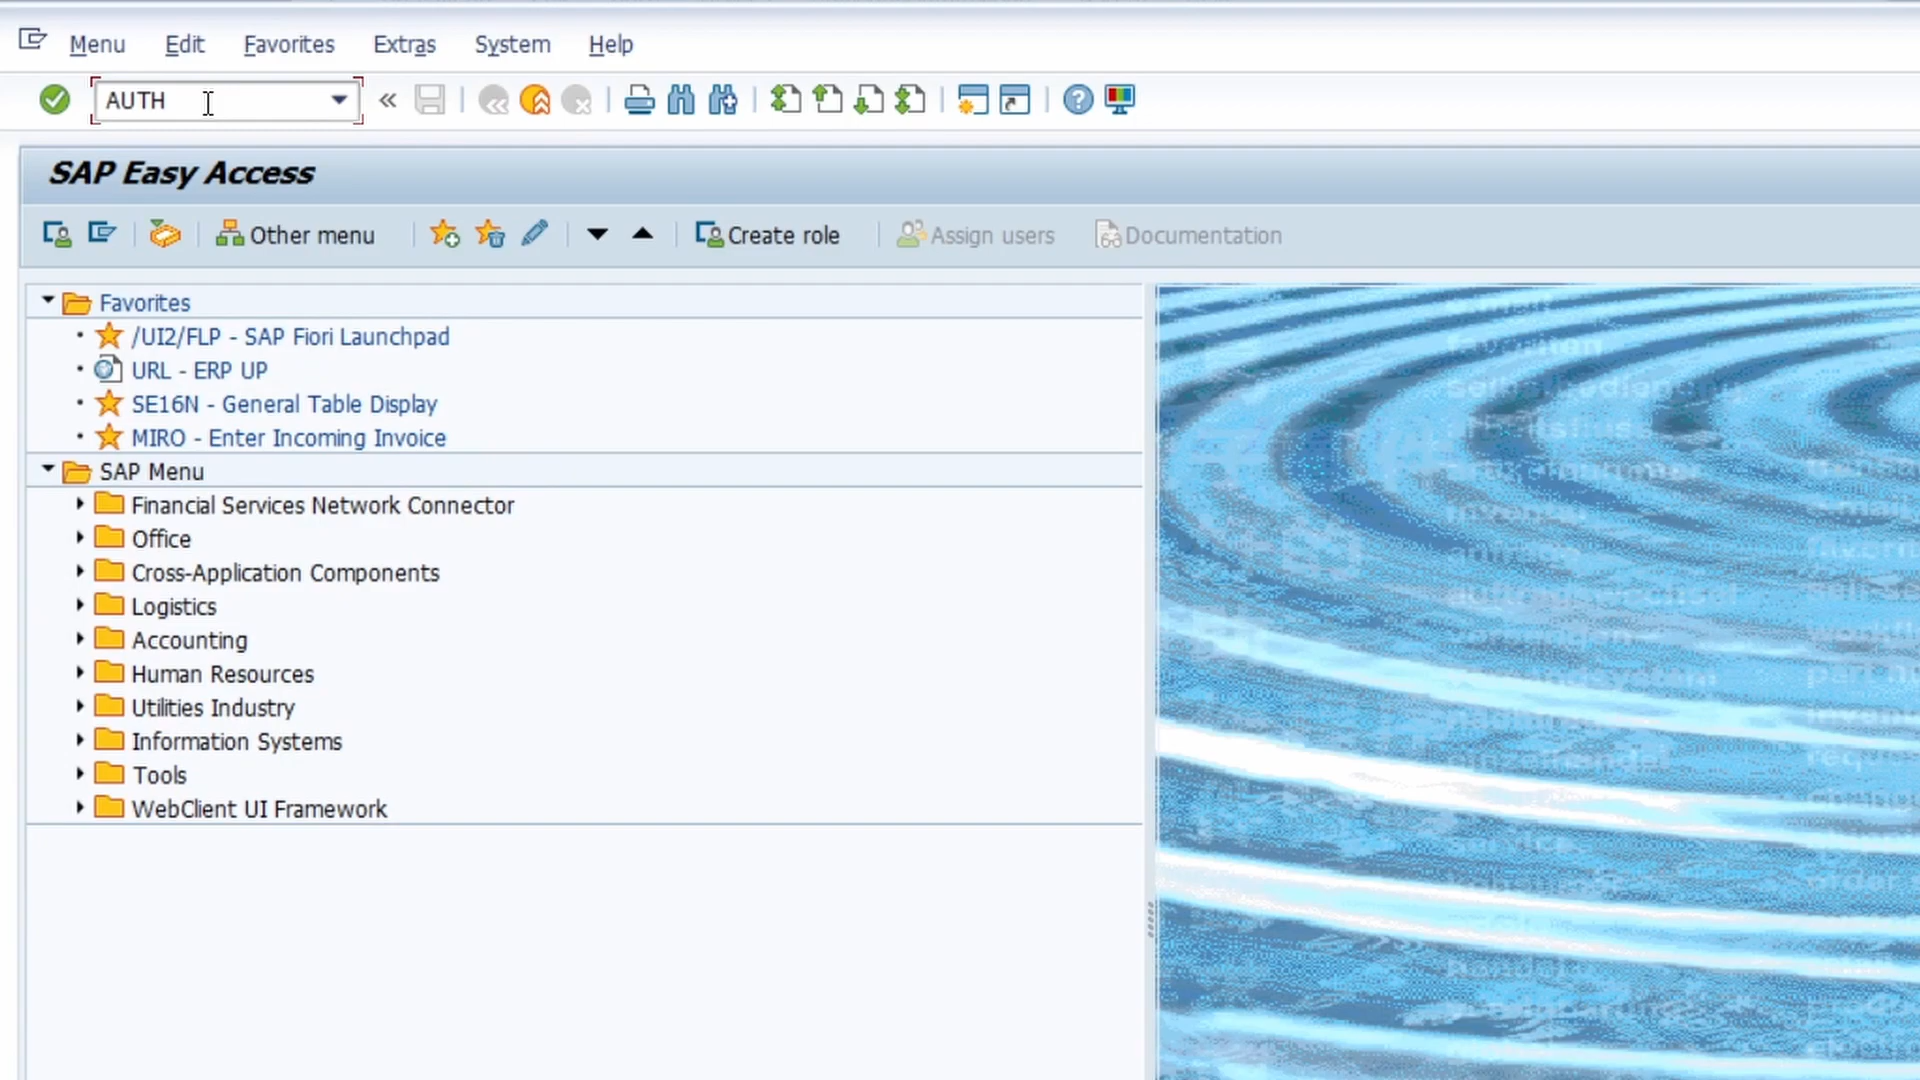 Menu Edit Favorites Extras System Help
AUTH
SAP Easy Access
Other menu Create role Assign users Documentation
Favorites
/UI2/FLP - SAP Fiori Launchpad
URL - ERP UP
SE16N - General Table Display
MIRO - Enter Incoming Invoice
SAP Menu
Financial Services Network Connector
Office
Cross-Application Components
Logistics
Accounting
Human Resources
Utilities Industry
Information Systems
Tools
WebClient UI Framework